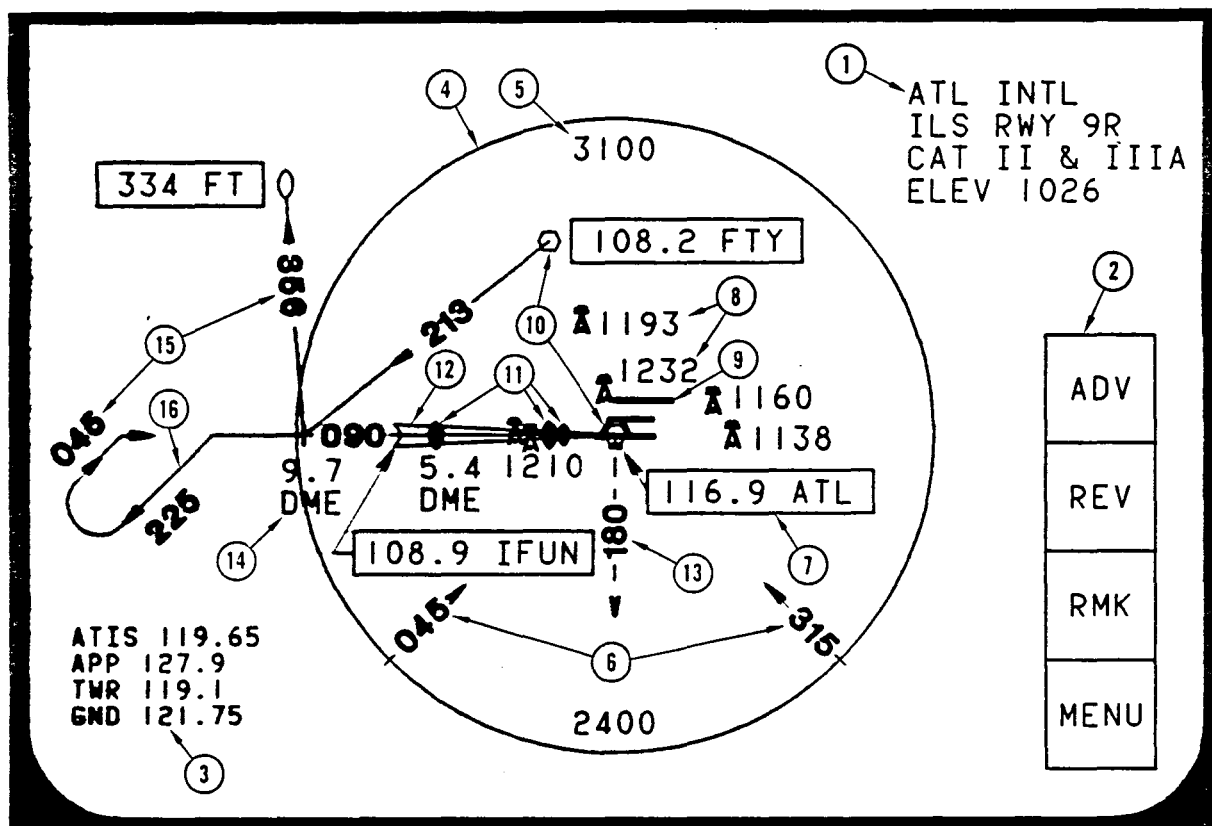 1
ATL INTL
ILS RWY 9R
CAT II & IIIA
ELEV 1026
4
5
3100
334 FT
356
108.2 FTY
2
213
10
1193
8
15
12
11
1232
9
16
1160
ADV
045
090
1138
9.7
DME
5.4
DME
1210
225
116.9 ATL
REV
14
108.9 IFUN
180
13
7
045
315
6
RMK
ATIS 119.65
APP 127.9
TWR 119.1
GND 121.75
2400
MENU
3